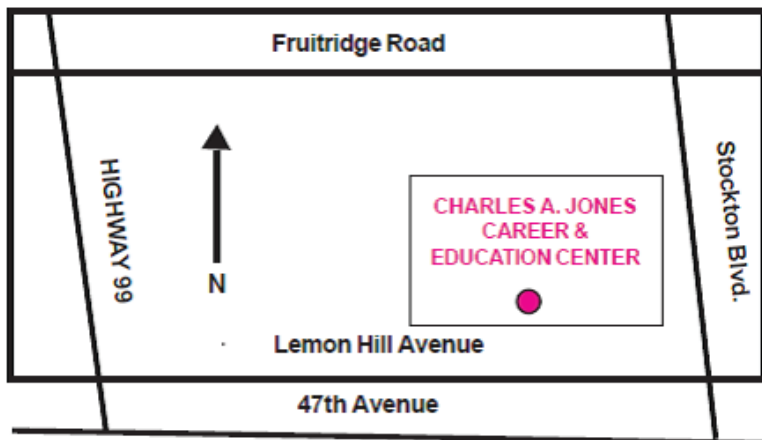 Fruitridge Road
HIGHWAY 99
N
CHARLES A. JONES
CAREER &
EDUCATION CENTER
Stockton Blvd.
Lemon Hill Avenue
47th Avenue